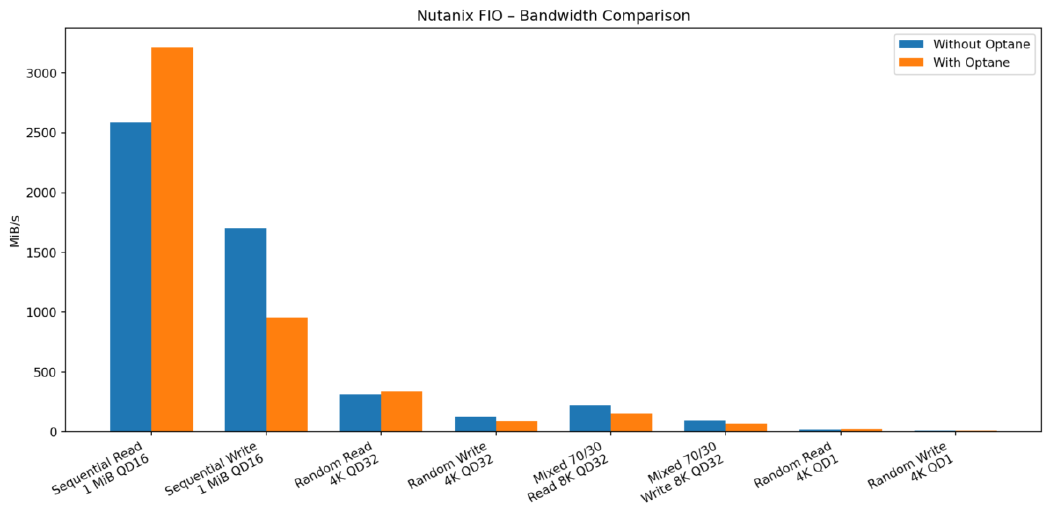 Nutanix FIO – Bandwidth Comparison
Without Optane
With Optane
MiB/s
3000
2500
2000
1500
1000
500
0
Sequential Read
1 MiB QD16
Sequential Write
1 MiB QD16
Random Read
4K QD32
Random Write
4K QD32
Mixed 70/30
Read 8K QD32
Mixed 70/30
Write 8K QD32
Random Read
4K QD1
Random Write
4K QD1